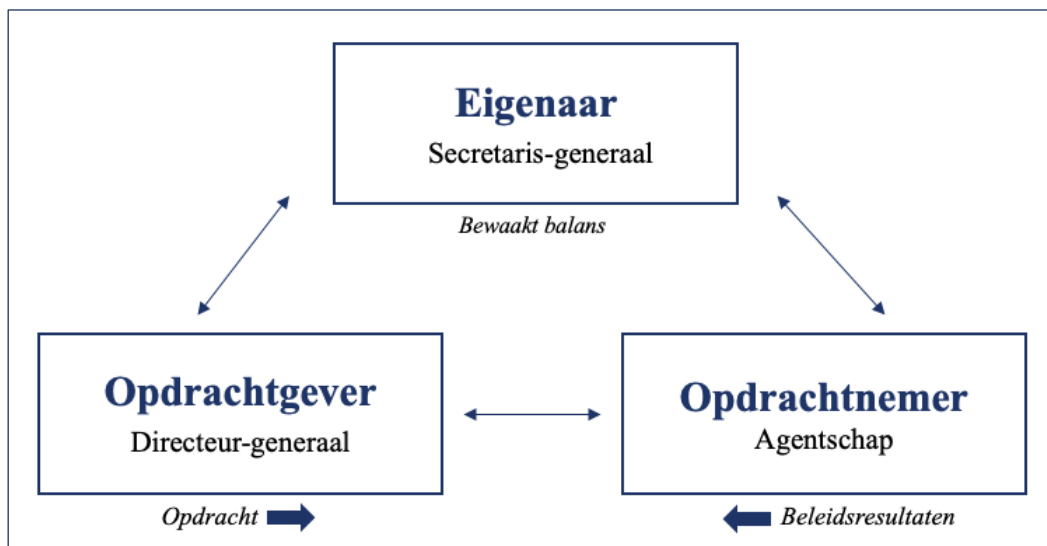 Eigenaar
Secretaris-generaal
Bewaakt balans
Opdrachtgever
Directeur-generaal
Opdracht
Opdrachtnemer
Agentschap
Beleidsresultaten